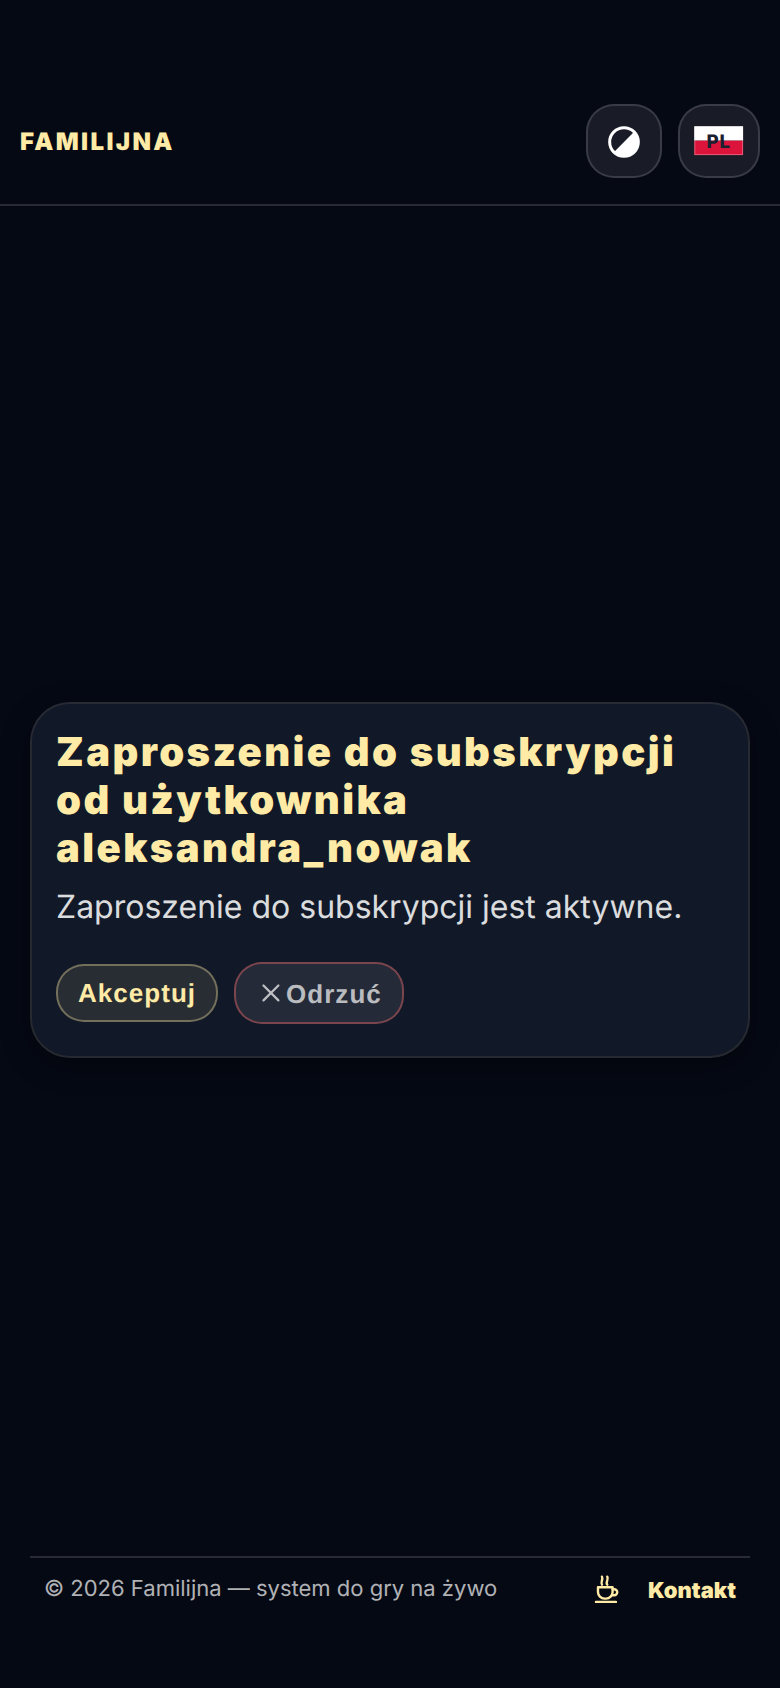 FAMILIJNA
PL
Zaproszenie do subskrypcji
od użytkownika
aleksandra_nowak
Zaproszenie do subskrypcji jest aktywne.
Akceptuj
Odrzuć
© 2026 Familijna — system do gry na żywo
Kontakt